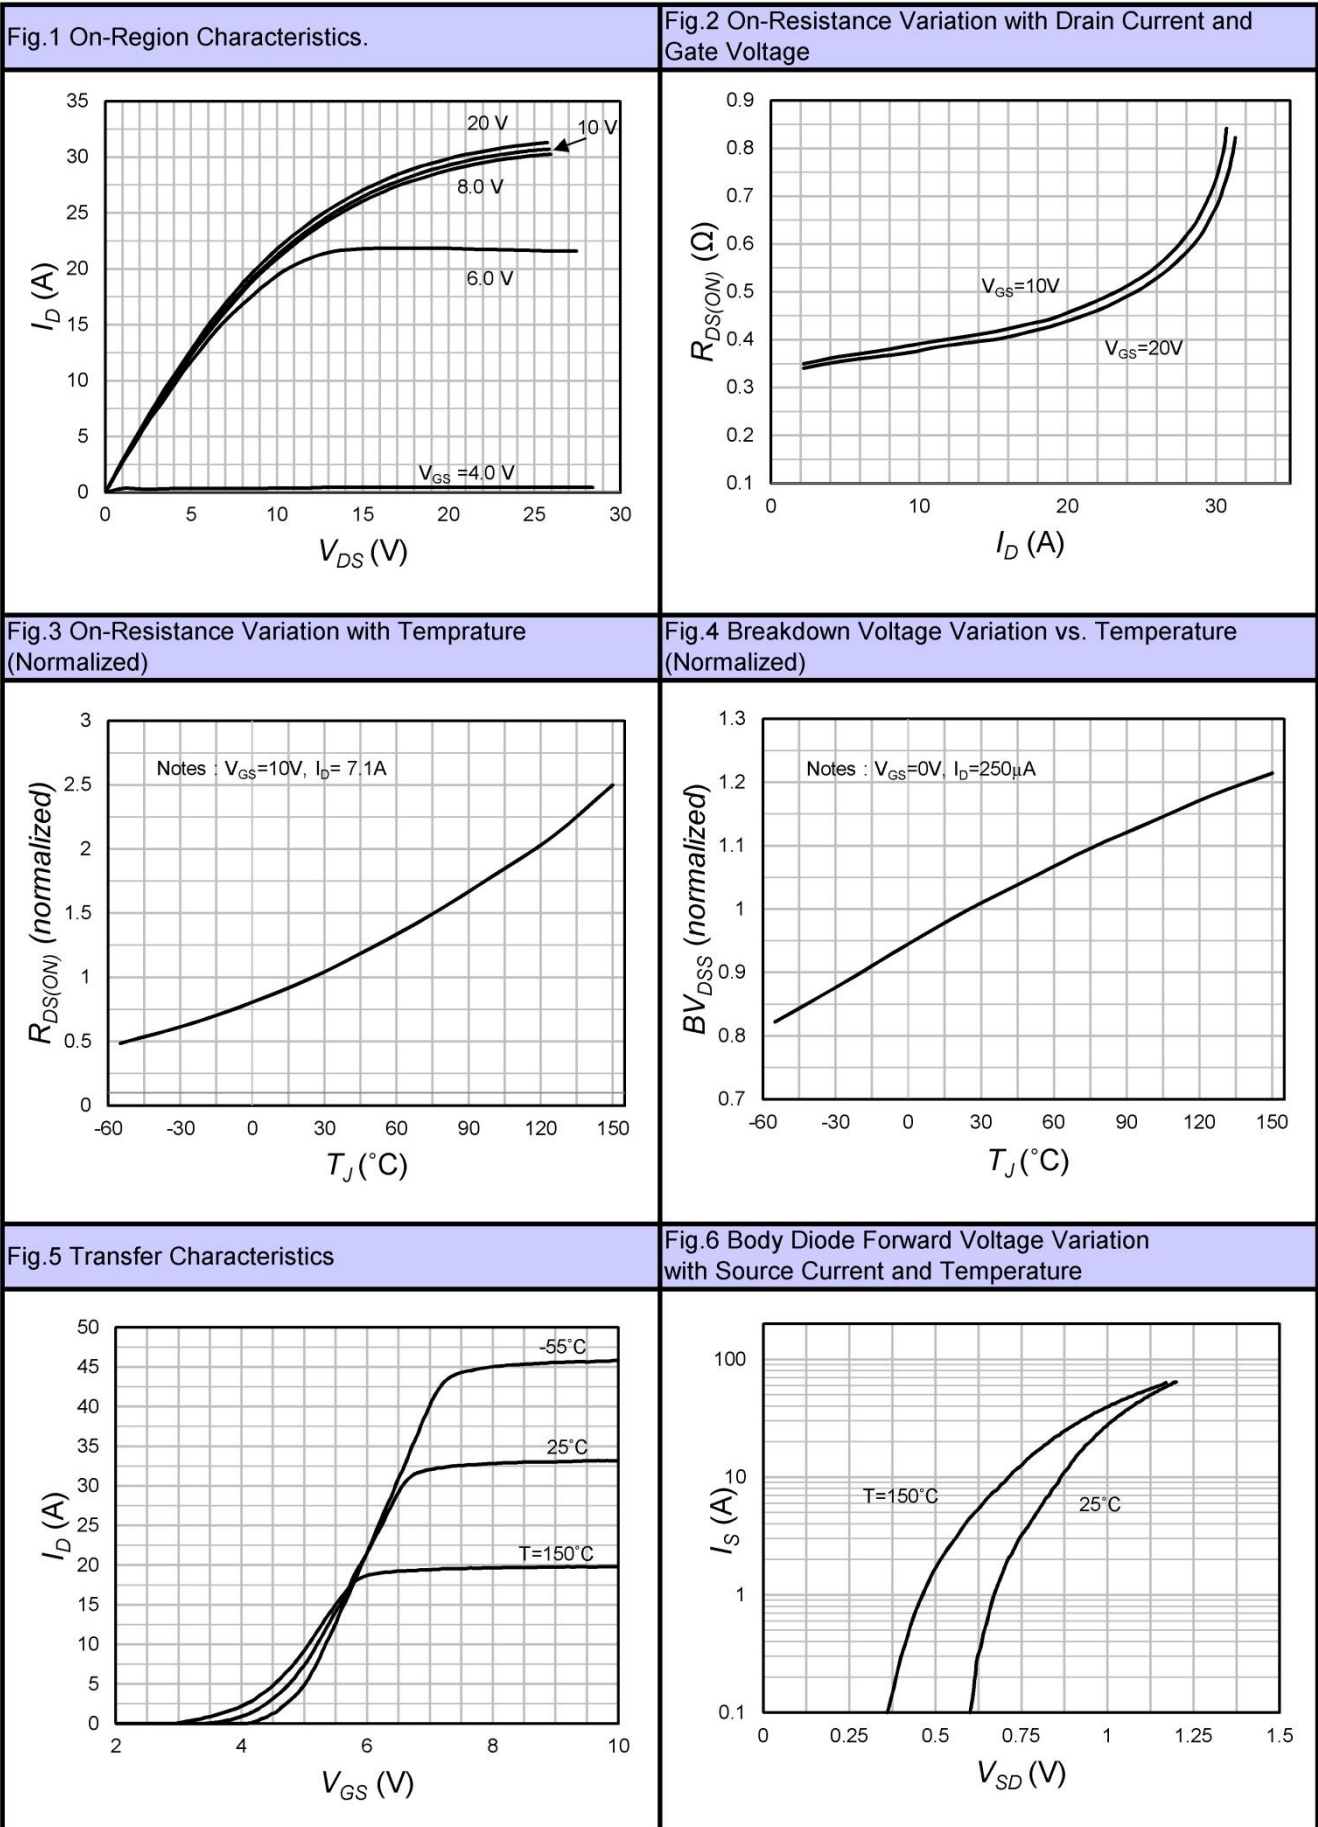 Fig.1 On-Region Characteristics.
35
30
25
20
15
10
5
0
0 5 10 15 20 25 30
I_D (A)
V_DS (V)
20 V
10 V
8.0 V
6.0 V
V_GS =4.0 V
Fig.2 On-Resistance Variation with Drain Current and
Gate Voltage
0.9
0.8
0.7
0.6
0.5
0.4
0.3
0.2
0.1
0 10 20 30
R_DS(ON) (Ω)
I_D (A)
V_GS=10V
V_GS=20V
Fig.3 On-Resistance Variation with Temprature
(Normalized)
3
2.5
2
1.5
1
0.5
0
-60 -30 0 30 60 90 120 150
R_DS(ON) (normalized)
T_J (˚C)
Notes : V_GS=10V, I_D= 7.1A
Fig.4 Breakdown Voltage Variation vs. Temperature
(Normalized)
1.3
1.2
1.1
1
0.9
0.8
0.7
-60 -30 0 30 60 90 120 150
BV_DSS (normalized)
T_J (˚C)
Notes : V_GS=0V, I_D=250μA
Fig.5 Transfer Characteristics
50
45
40
35
30
25
20
15
10
5
0
2 4 6 8 10
I_D (A)
V_GS (V)
-55˚C
25˚C
T=150˚C
Fig.6 Body Diode Forward Voltage Variation
with Source Current and Temperature
100
10
1
0.1
0 0.25 0.5 0.75 1 1.25 1.5
I_S (A)
V_SD (V)
T=150˚C
25˚C